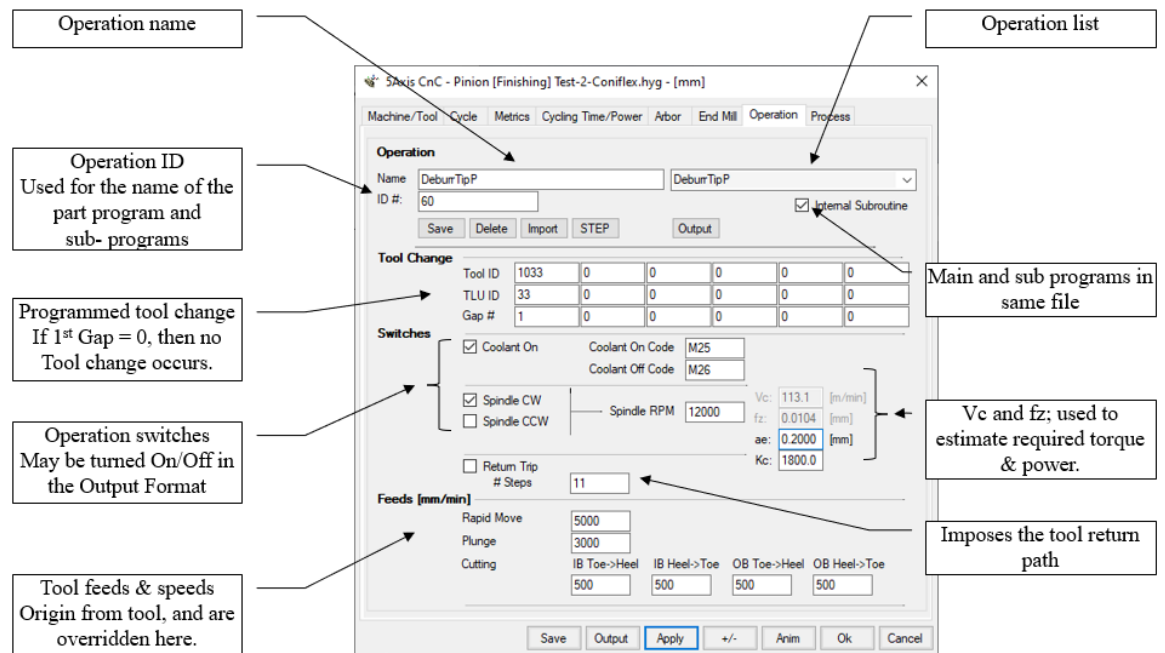 Operation name
Operation list
5Axis CnC - Pinion [Finishing] Test-2-Coniflex.hyg - [mm]
Machine/Tool Cycle Metrics Cycling Time/Power Arbor End Mill Operation Process
Operation
Name DeburrTipP DeburrTipP
ID #: 60
Internal Subroutine
Save Delete Import STEP Output
Tool Change
Tool ID 1033 0 0 0 0 0
TLU ID 33 0 0 0 0 0
Gap # 1 0 0 0 0 0
Switches
Coolant On Coolant On Code M25
Coolant Off Code M26
Spindle CW
Spindle CCW
Spindle RPM 12000
Vc: 113.1 [m/min]
fz: 0.0104 [mm]
ae: 0.2000 [mm]
Kc: 1800.0
Return Trip
# Steps 11
Feeds [mm/min]
Rapid Move 5000
Plunge 3000
Cutting IB Toe->Heel IB Heel->Toe OB Toe->Heel OB Heel->Toe
500 500 500 500
Save Output Apply +/- Anim Ok Cancel
Operation ID
Used for the name of the
part program and
sub- programs
Programmed tool change
If 1st Gap = 0, then no
Tool change occurs.
Operation switches
May be turned On/Off in
the Output Format
Tool feeds & speeds
Origin from tool, and are
overridden here.
Main and sub programs in
same file
Vc and fz; used to
estimate required torque
& power.
Imposes the tool return
path